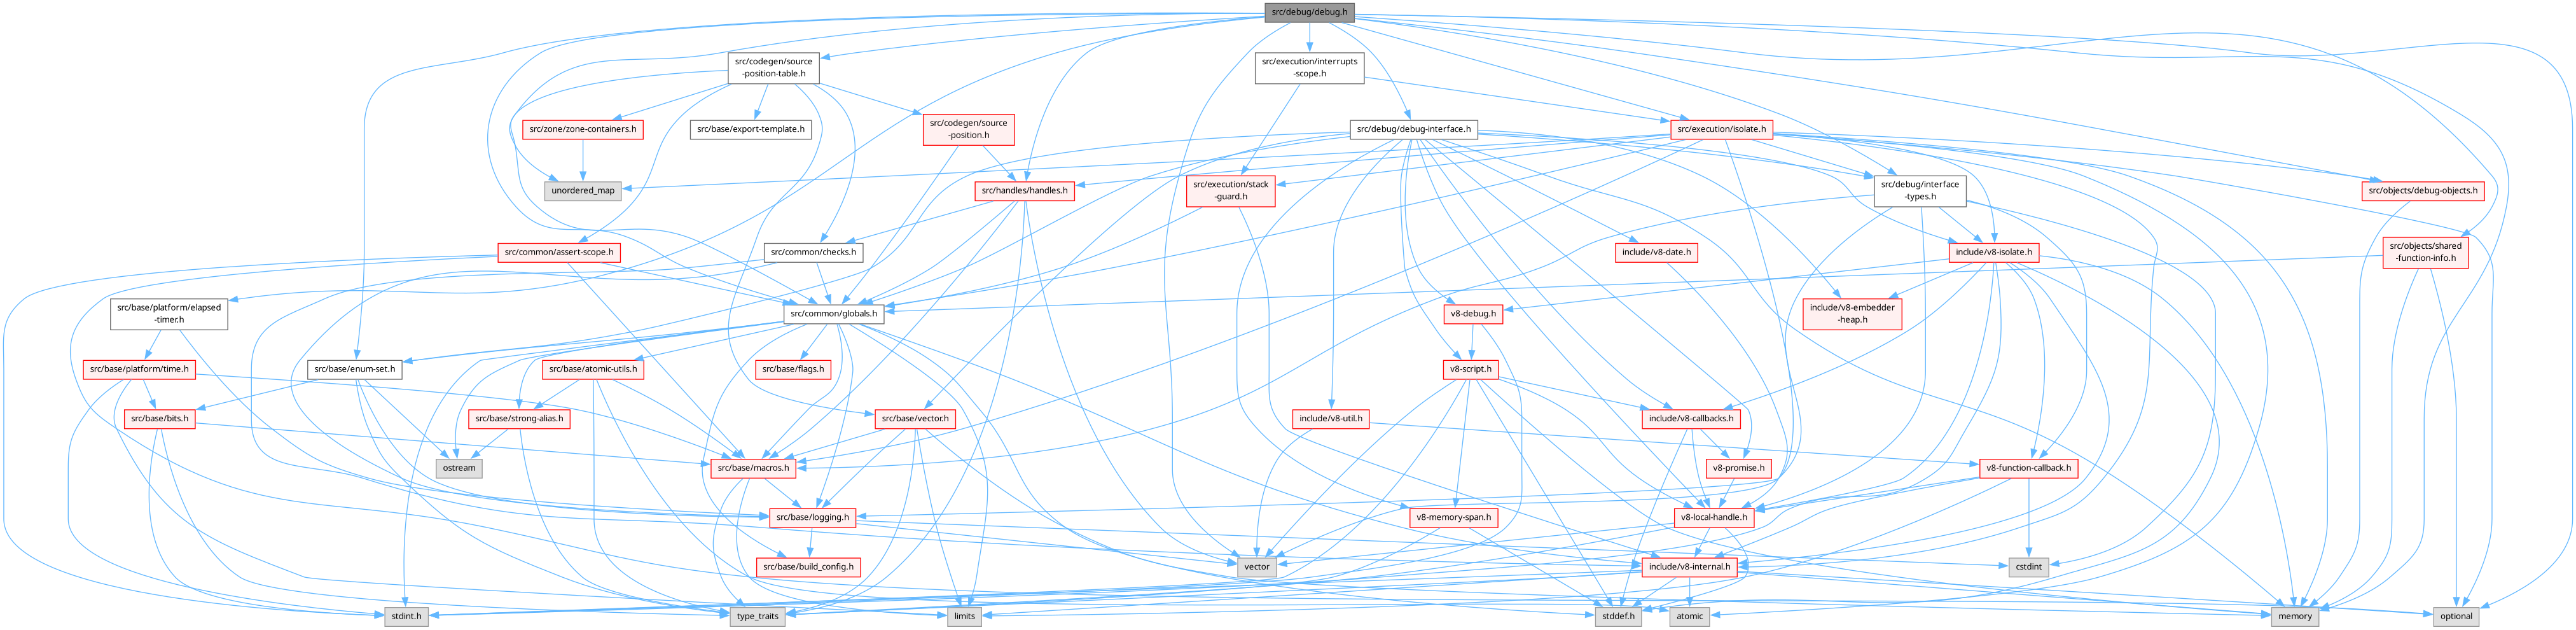 src/debug/debug.h
src/codegen/source
-position-table.h
src/execution/interrupts
-scope.h
src/zone/zone-containers.h
src/base/export-template.h
src/codegen/source
-position.h
src/debug/debug-interface.h
src/execution/isolate.h
unordered_map
src/handles/handles.h
src/execution/stack
-guard.h
src/debug/interface
-types.h
src/objects/debug-objects.h
src/common/assert-scope.h
src/common/checks.h
include/v8-date.h
include/v8-isolate.h
src/objects/shared
-function-info.h
src/base/platform/elapsed
-timer.h
src/common/globals.h
v8-debug.h
include/v8-embedder
-heap.h
src/base/platform/time.h
src/base/enum-set.h
src/base/atomic-utils.h
src/base/flags.h
v8-script.h
src/base/bits.h
src/base/strong-alias.h
src/base/vector.h
include/v8-util.h
include/v8-callbacks.h
ostream
src/base/macros.h
v8-promise.h
v8-function-callback.h
src/base/logging.h
v8-memory-span.h
v8-local-handle.h
src/base/build_config.h
vector
include/v8-internal.h
cstdint
stdint.h
type_traits
limits
stddef.h
atomic
memory
optional